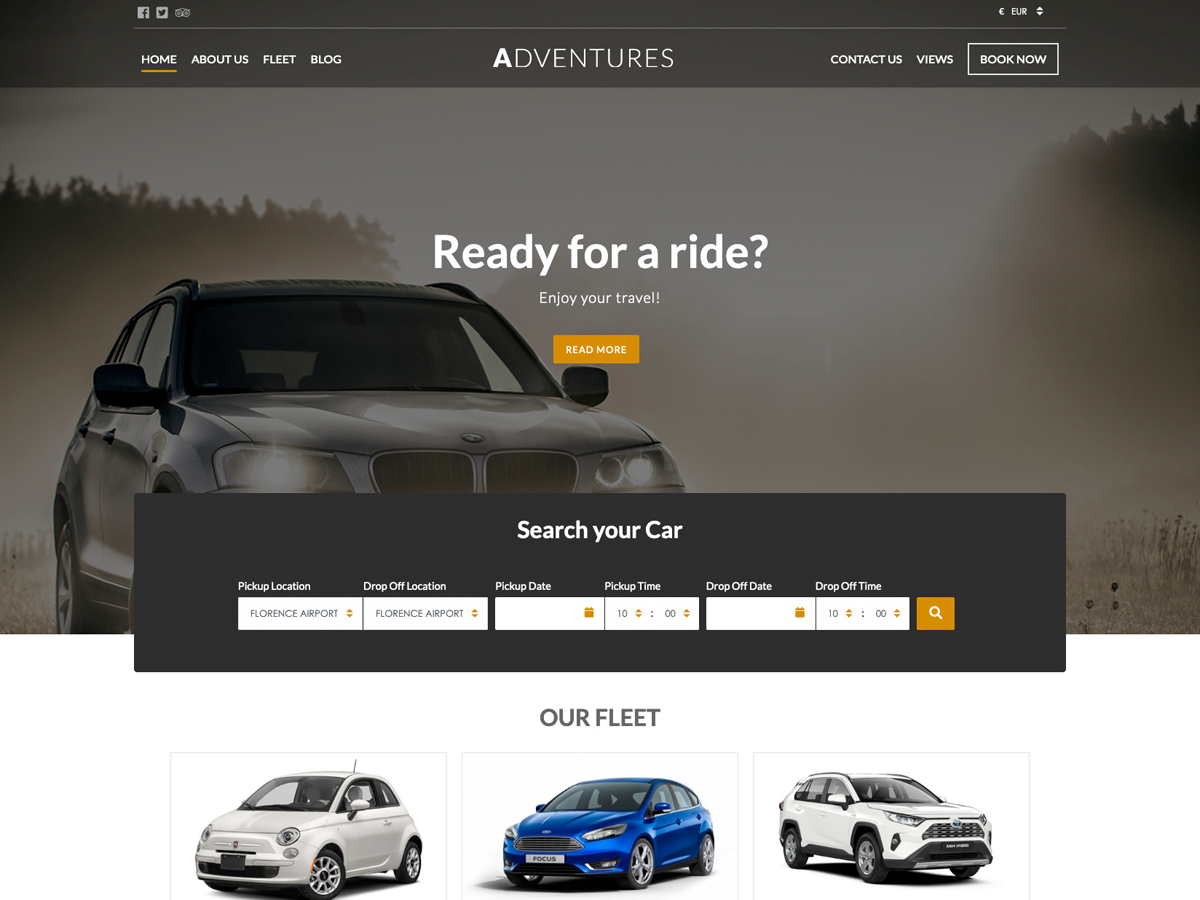 € EUR
HOME ABOUT US FLEET BLOG ADVENTURES CONTACT US VIEWS BOOK NOW
Ready for a ride?
Enjoy your travel!
READ MORE
Search your Car
Pickup Location Drop Off Location Pickup Date Pickup Time Drop Off Date Drop Off Time
FLORENCE AIRPORT FLORENCE AIRPORT 10 : 00 10 : 00
OUR FLEET
FOCUS
RAV4 HYBRID